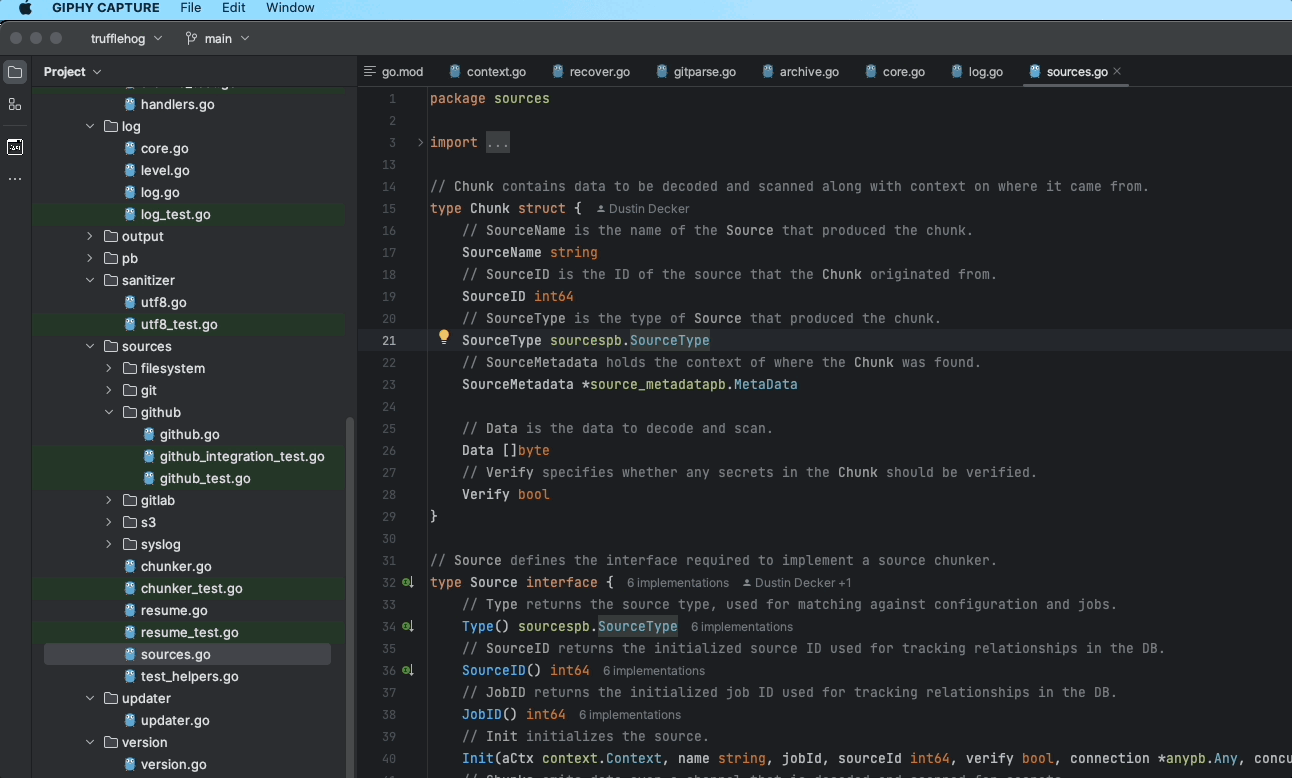 GIPHY CAPTURE File Edit Window
trufflehog main
Project
go.mod context.go recover.go gitparse.go archive.go core.go log.go sources.go
handlers.go
log
core.go
level.go
log.go
log_test.go
output
pb
sanitizer
utf8.go
utf8_test.go
sources
filesystem
git
github
github.go
github_integration_test.go
github_test.go
gitlab
s3
syslog
chunker.go
chunker_test.go
resume.go
resume_test.go
sources.go
test_helpers.go
updater
updater.go
version
version.go
1 package sources
2
3 import ...
13
14 // Chunk contains data to be decoded and scanned along with context on where it came from.
15 type Chunk struct { Dustin Decker
16 // SourceName is the name of the Source that produced the chunk.
17 SourceName string
18 // SourceID is the ID of the source that the Chunk originated from.
19 SourceID int64
20 // SourceType is the type of Source that produced the chunk.
21 SourceType sourcespb.SourceType
22 // SourceMetadata holds the context of where the Chunk was found.
23 SourceMetadata *source_metadatapb.MetaData
24
25 // Data is the data to decode and scan.
26 Data []byte
27 // Verify specifies whether any secrets in the Chunk should be verified.
28 Verify bool
29 }
30
31 // Source defines the interface required to implement a source chunker.
32 type Source interface { 6 implementations Dustin Decker +1
33 // Type returns the source type, used for matching against configuration and jobs.
34 Type() sourcespb.SourceType 6 implementations
35 // SourceID returns the initialized source ID used for tracking relationships in the DB.
36 SourceID() int64 6 implementations
37 // JobID returns the initialized job ID used for tracking relationships in the DB.
38 JobID() int64 6 implementations
39 // Init initializes the source.
40 Init(aCtx context.Context, name string, jobId, sourceId int64, verify bool, connection *anypb.Any, concu